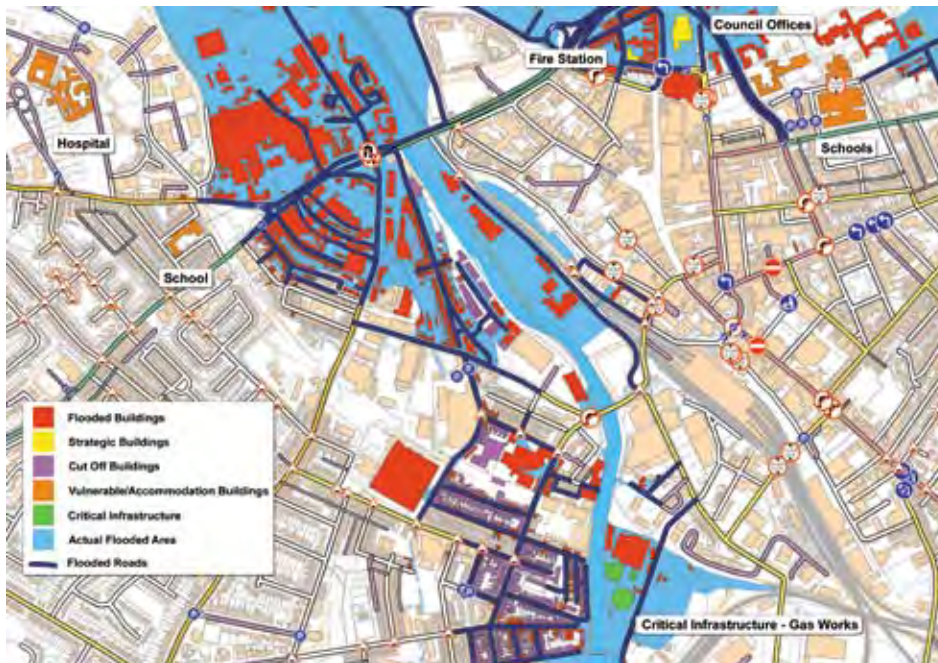 Council Offices
Fire Station
Hospital
Schools
School
Flooded Buildings
Strategic Buildings
Cut Off Buildings
Vulnerable/Accommodation Buildings
Critical Infrastructure
Actual Flooded Area
Flooded Roads
Critical Infrastructure - Gas Works